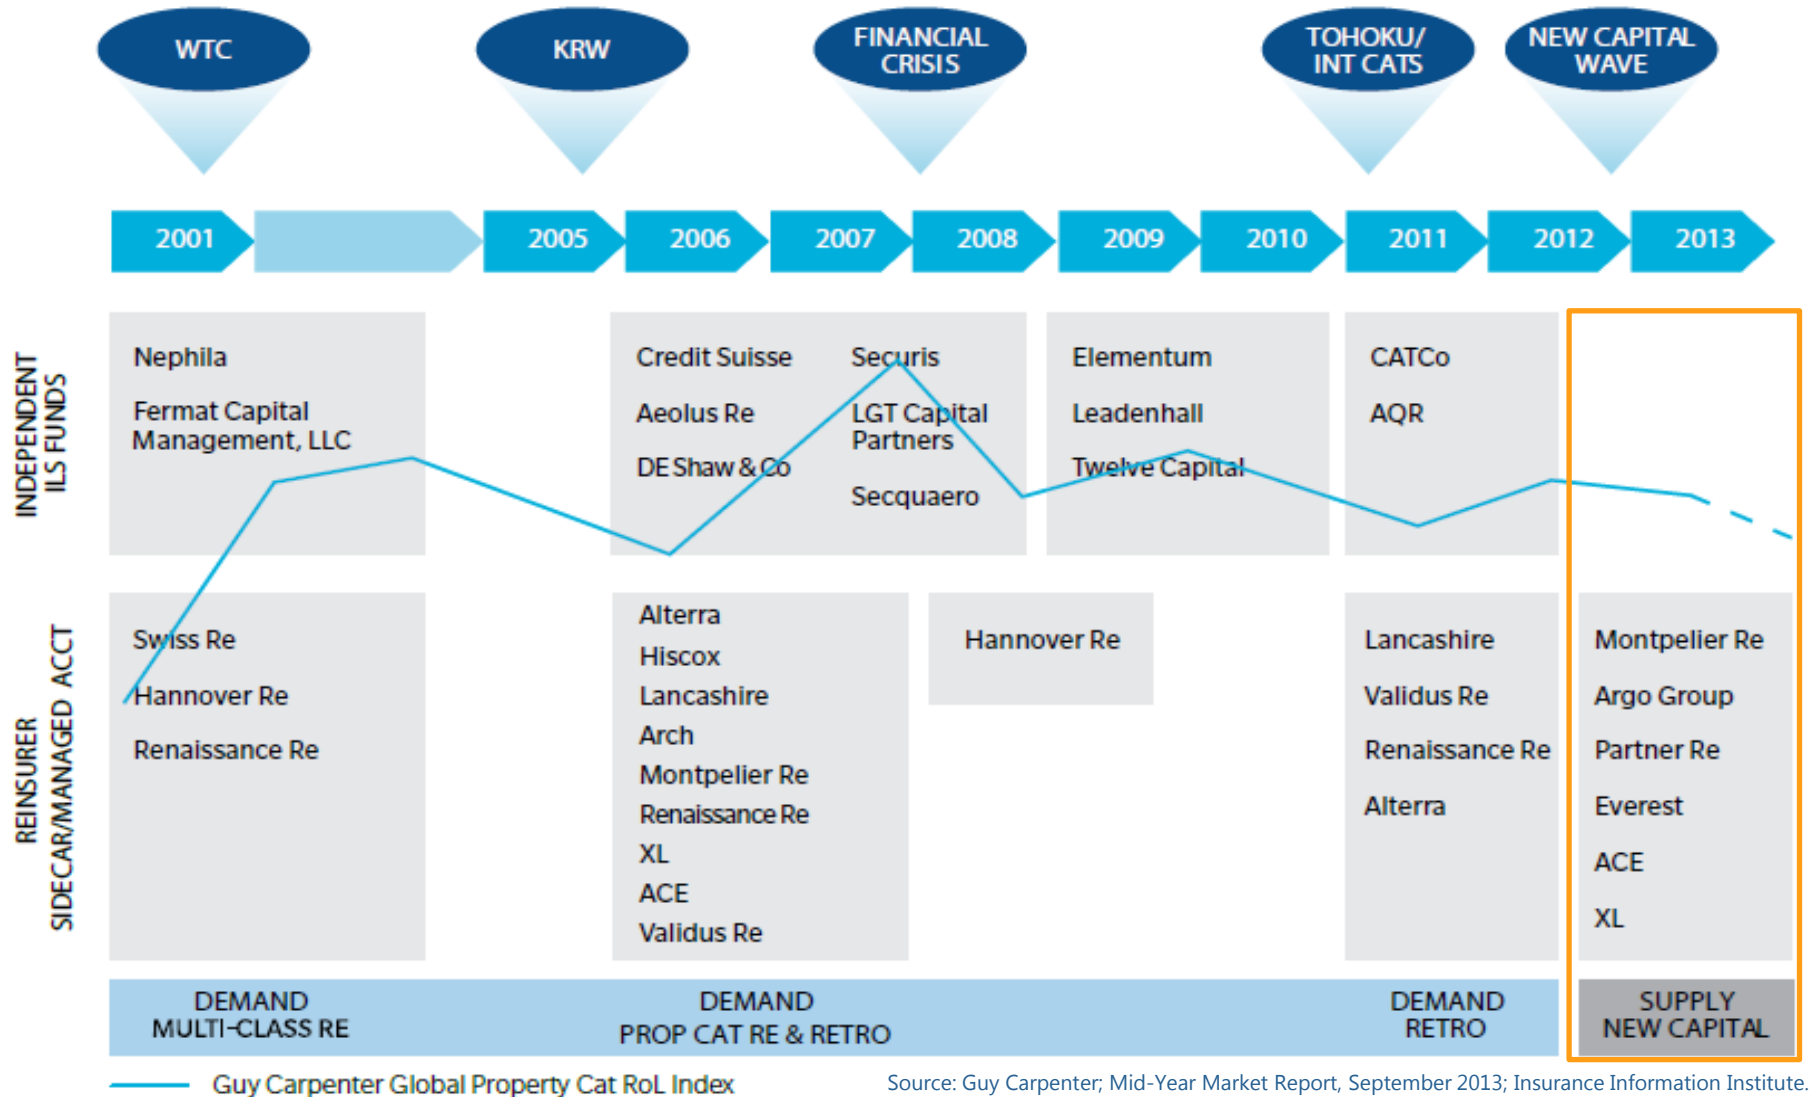 WTC
KRW
FINANCIAL
CRISIS
TOHOKU/
INT CATS
NEW CAPITAL
WAVE
2001
2005
2006
2007
2008
2009
2010
2011
2012
2013
INDEPENDENT
ILS FUNDS
Nephila
Fermat Capital
Management, LLC
Credit Suisse
Aeolus Re
DE Shaw & Co
Securis
LGT Capital
Partners
Secquaero
Elementum
Leadenhall
Twelve Capital
CATCo
AQR
REINSURER
SIDECAR/MANAGED ACCT
Swiss Re
Hannover Re
Renaissance Re
Alterra
Hiscox
Lancashire
Arch
Montpelier Re
Renaissance Re
XL
ACE
Validus Re
Hannover Re
Lancashire
Validus Re
Renaissance Re
Alterra
Montpelier Re
Argo Group
Partner Re
Everest
ACE
XL
DEMAND
MULTI-CLASS RE
DEMAND
PROP CAT RE & RETRO
DEMAND
RETRO
SUPPLY
NEW CAPITAL
Guy Carpenter Global Property Cat RoL Index
Source: Guy Carpenter; Mid-Year Market Report, September 2013; Insurance Information Institute.